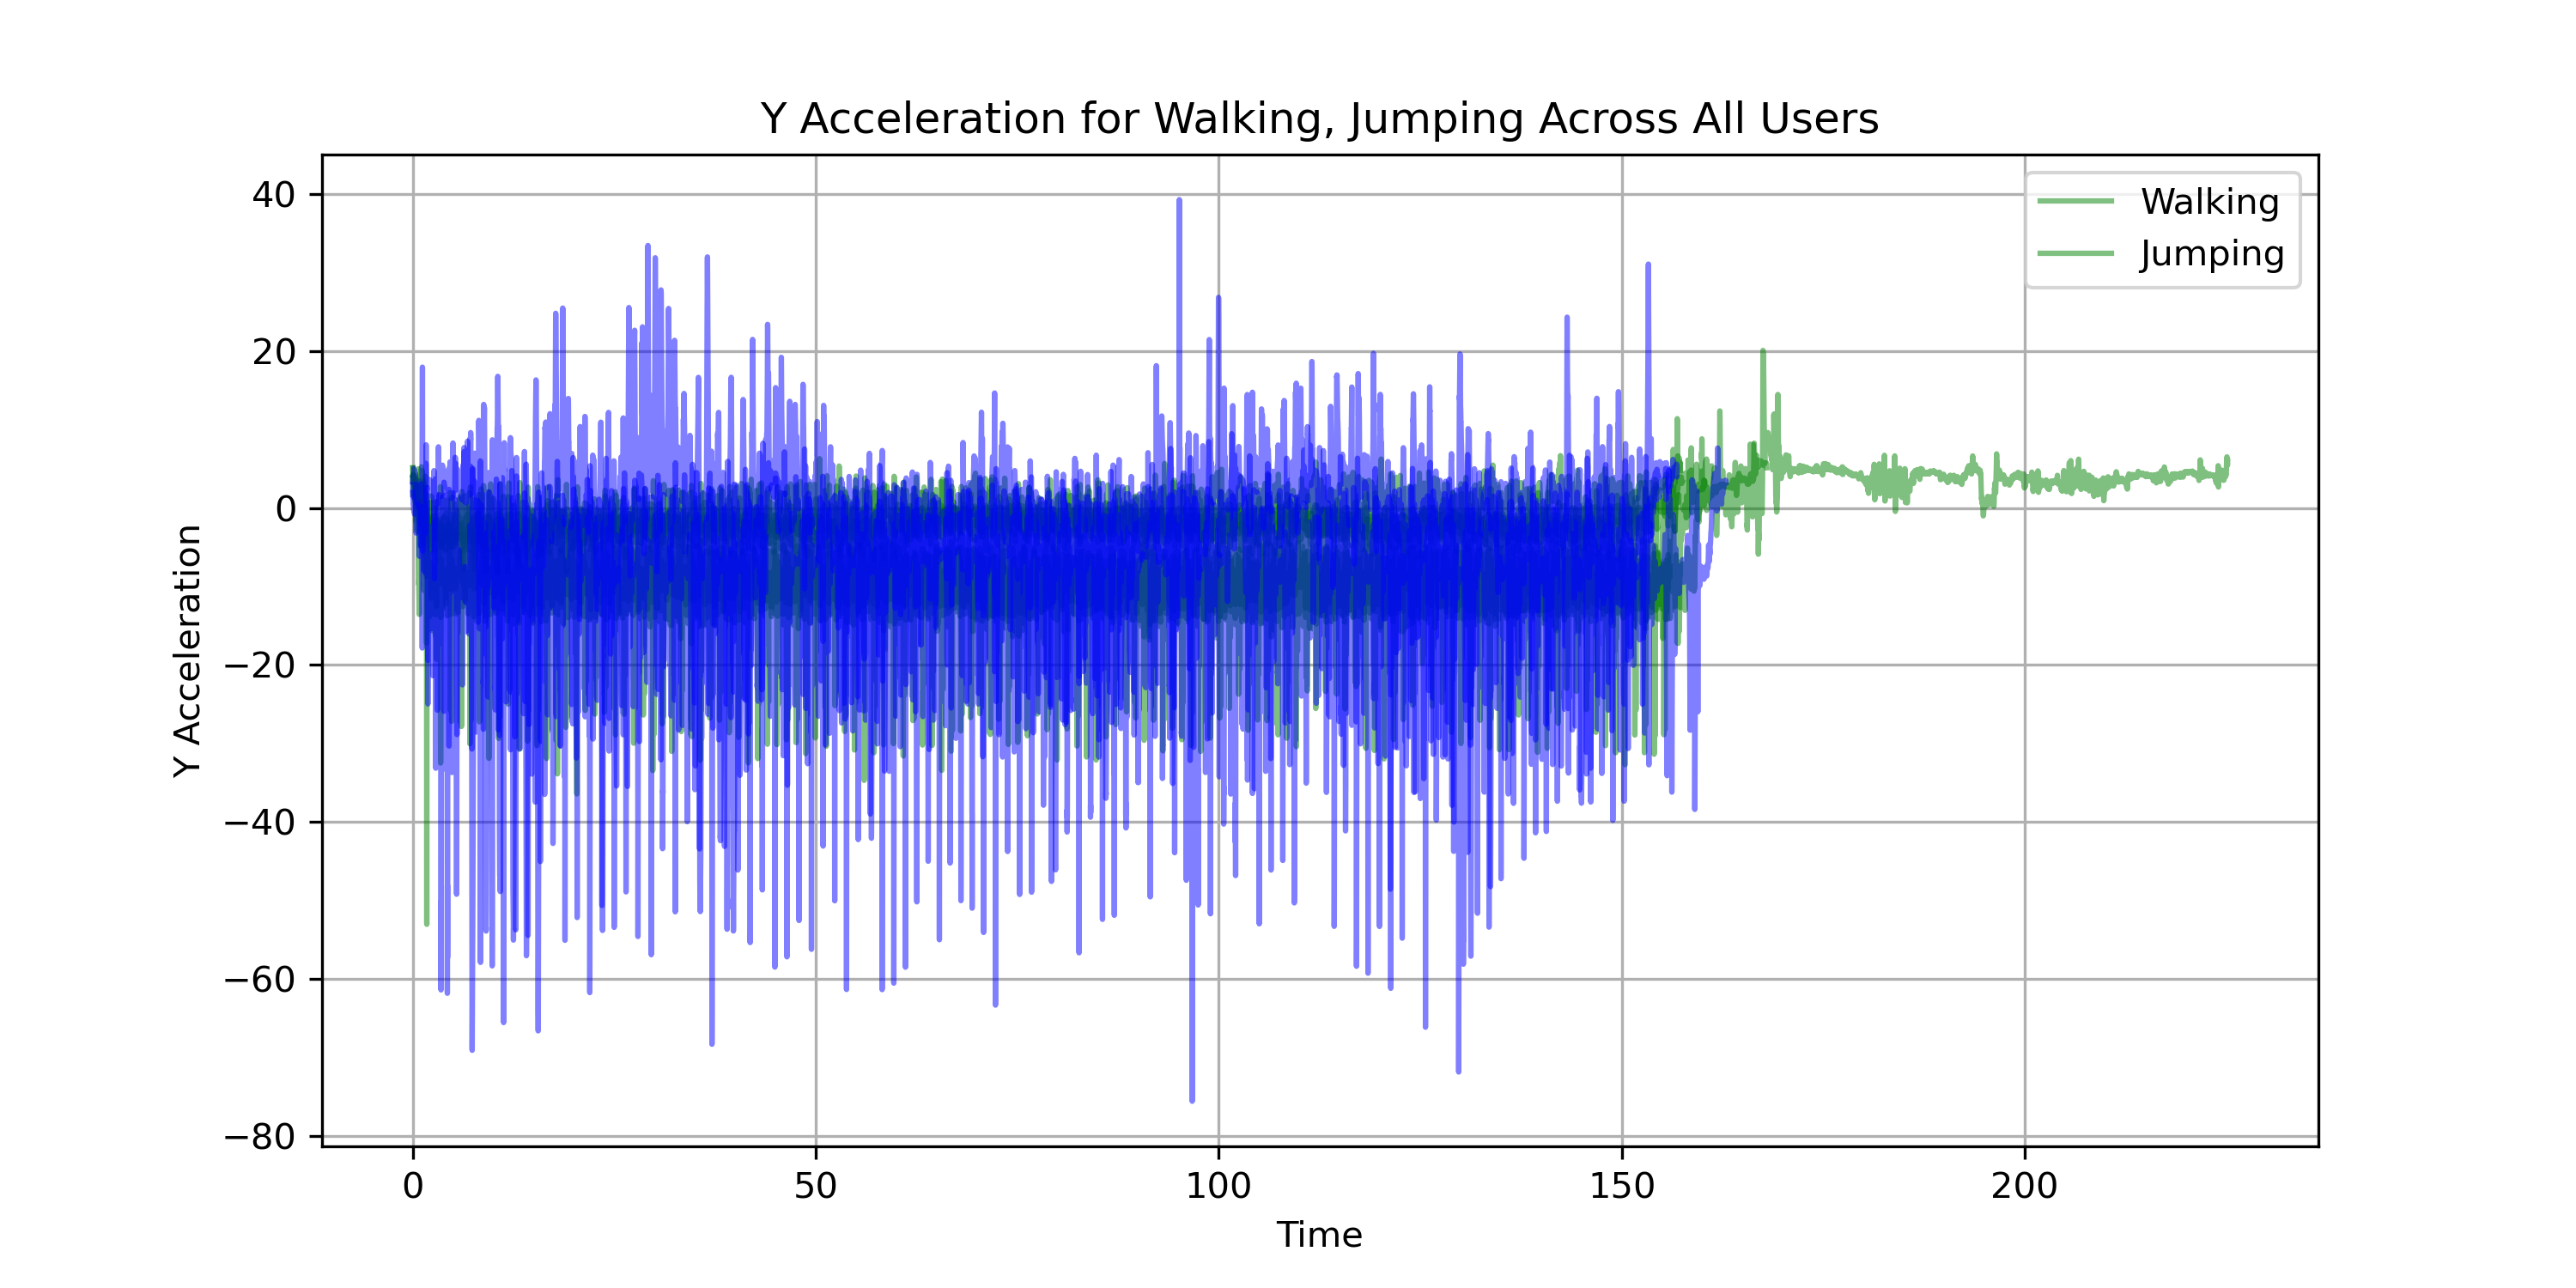 Y Acceleration for Walking, Jumping Across All Users
Walking
Jumping
Y Acceleration
40
20
0
−20
−40
−60
−80
0
50
100
150
200
Time